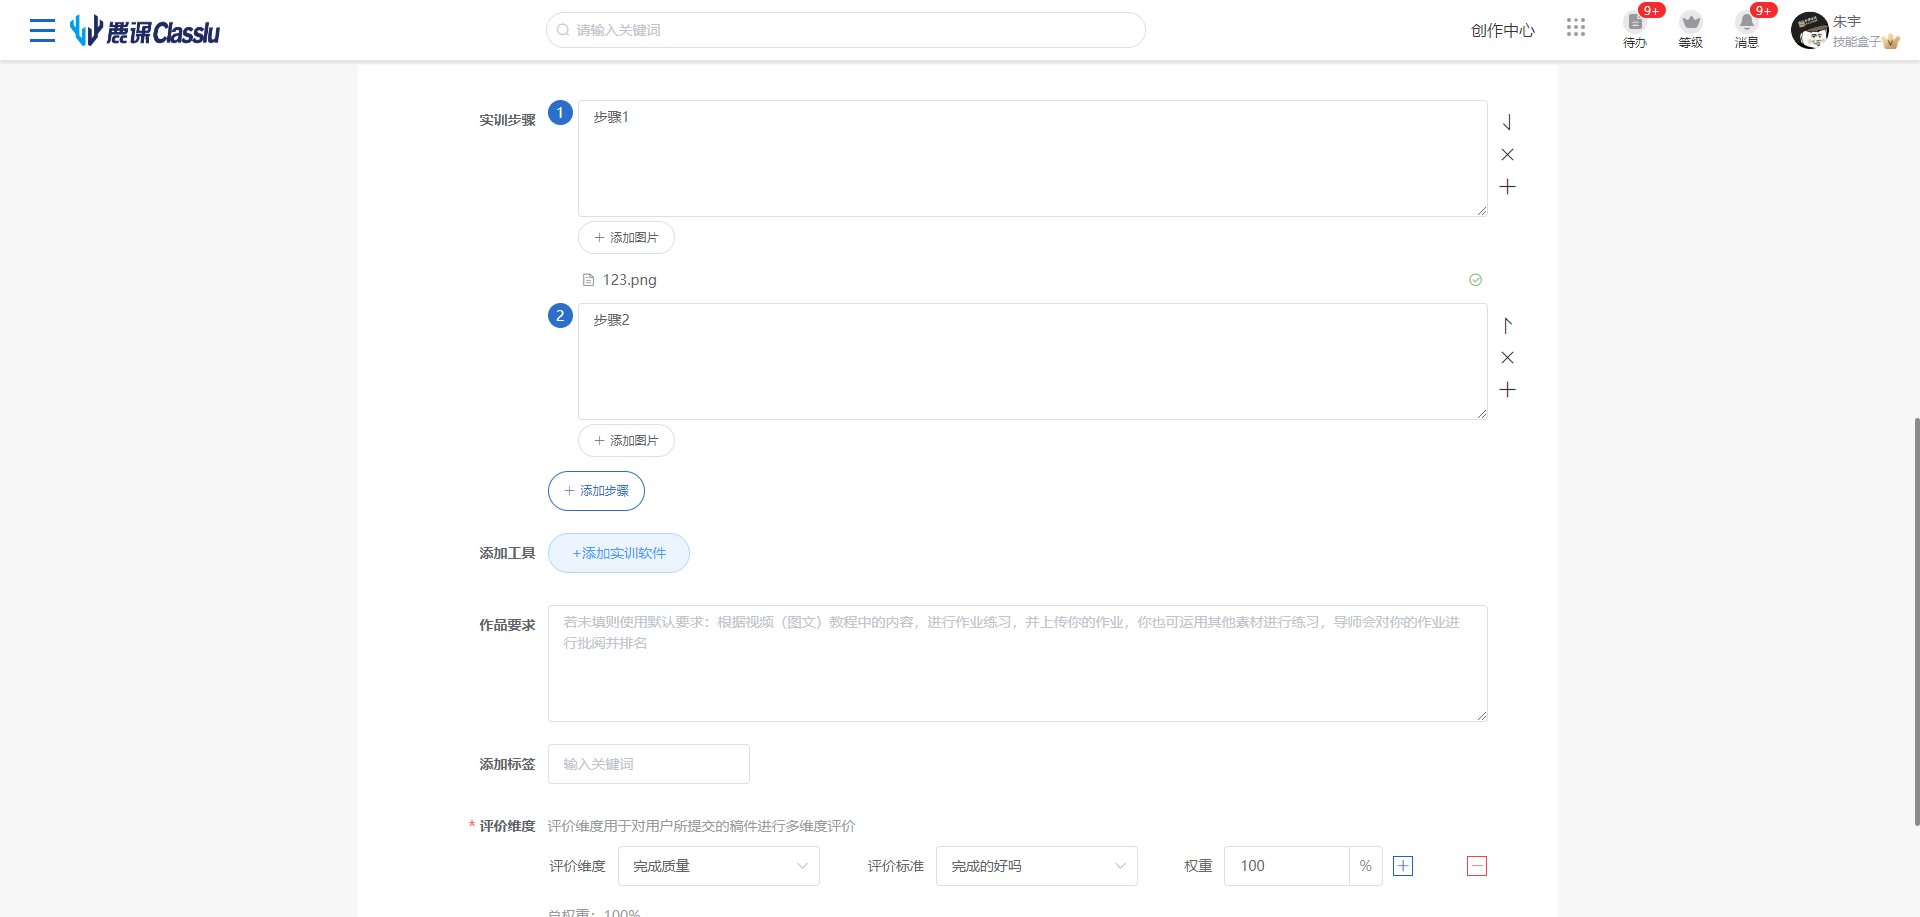 鹿课Classlu
请输入关键词
创作中心
9+
待办
等级
9+
消息
朱宇
技能盒子
实训步骤
1
步骤1
添加图片
123.png
2
步骤2
添加图片
添加步骤
添加工具
+添加实训软件
作品要求
若未填则使用默认要求：根据视频（图文）教程中的内容，进行作业练习，并上传你的作业，你也可运用其他素材进行练习，导师会对你的作业进
行批阅并排名
添加标签
输入关键词
* 评价维度 评价维度用于对用户所提交的稿件进行多维度评价
评价维度 完成质量 评价标准 完成的好吗 权重 100 %
总权重：100%